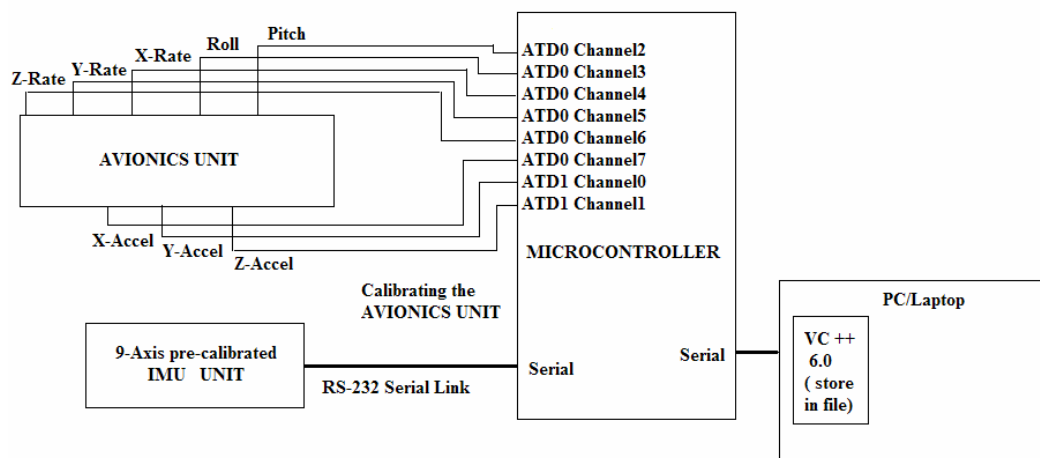 Pitch
Roll
X-Rate
Y-Rate
Z-Rate
AVIONICS UNIT
X-Accel
Y-Accel
Z-Accel
ATD0 Channel2
ATD0 Channel3
ATD0 Channel4
ATD0 Channel5
ATD0 Channel6
ATD0 Channel7
ATD1 Channel0
ATD1 Channel1
MICROCONTROLLER
Calibrating the
AVIONICS UNIT
9-Axis pre-calibrated
IMU UNIT
RS-232 Serial Link
Serial
Serial
PC/Laptop
VC ++
6.0
( store
in file)